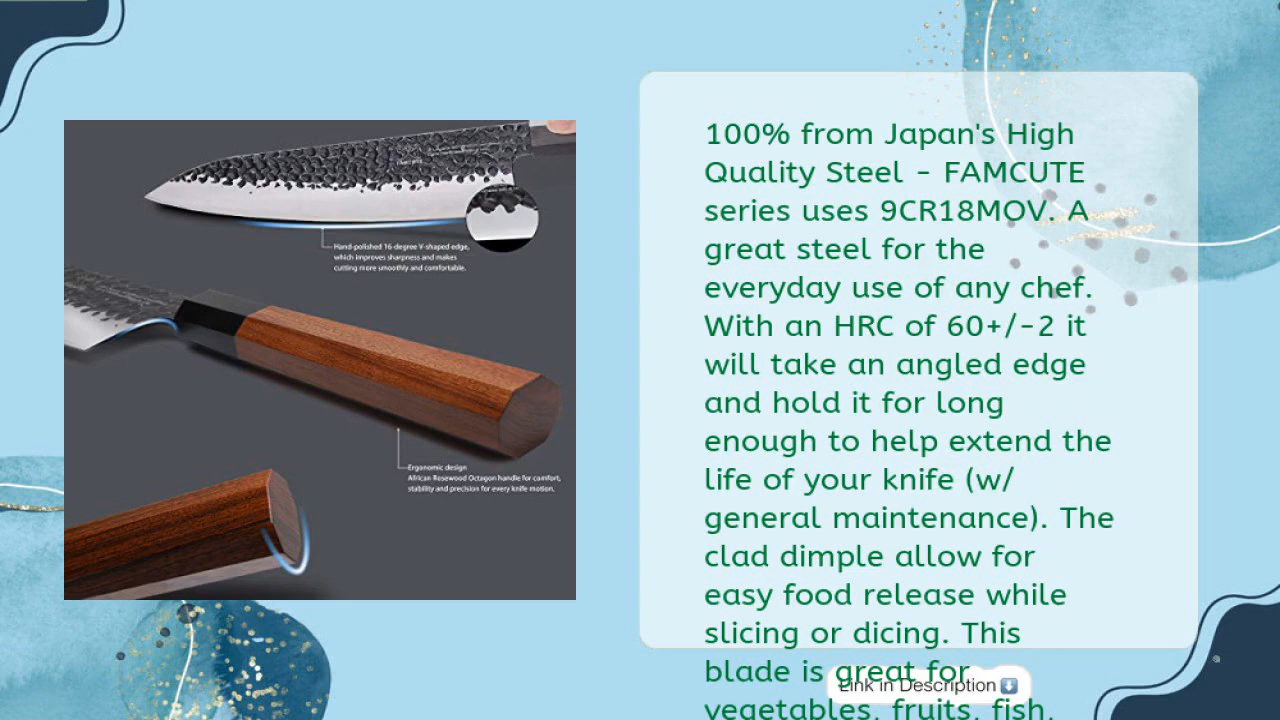 Hand-polished 16-degree V-shaped edge,
which improves sharpness and makes
cutting more smoothly and comfortable.
Ergonomic design
African Rosewood Octagon handle for comfort,
stability and precision for every knife motion.
100% from Japan's High
Quality Steel - FAMCUTE
series uses 9CR18MOV. A
great steel for the
everyday use of any chef.
With an HRC of 60+/-2 it
will take an angled edge
and hold it for long
enough to help extend the
life of your knife (w/
general maintenance). The
clad dimple allow for
easy food release while
slicing or dicing. This
blade is great for
vegetables, fruits, fish,
Link in Description